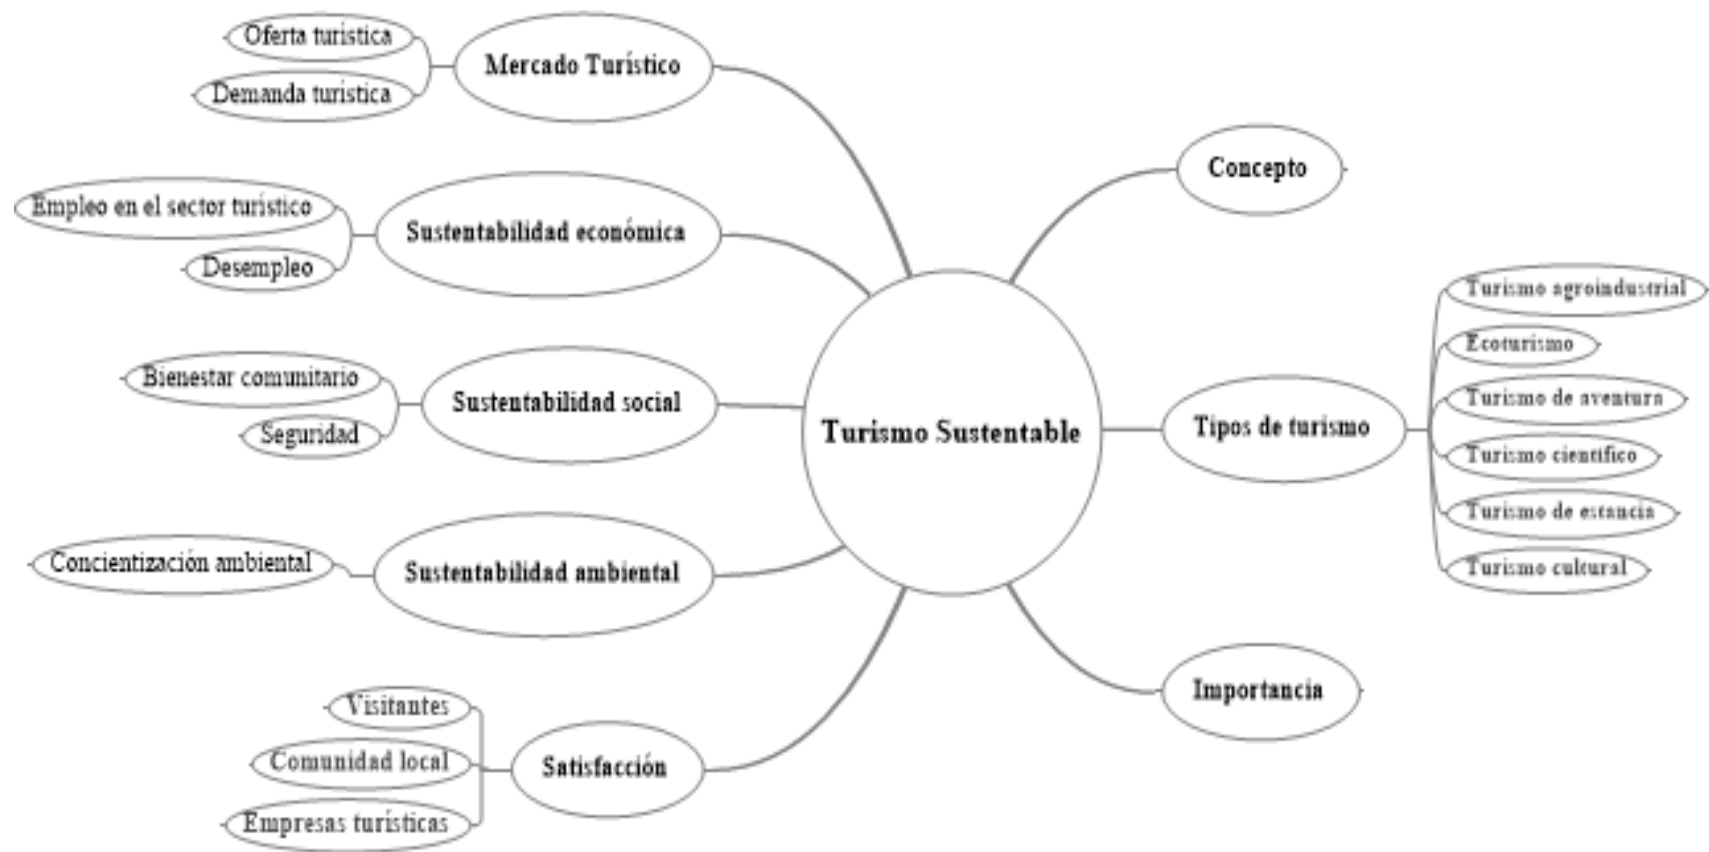 Oferta turistica
Demanda turistica
Mercado Turístico
Empleo en el sector turístico
Desempleo
Sustentabilidad económica
Bienestar comunitario
Seguridad
Sustentabilidad social
Concientización ambiental
Sustentabilidad ambiental
Visitantes
Comunidad local
Empresas turísticas
Satisfacción
Turismo Sustentable
Concepto
Tipos de turismo
Turismo agroindustrial
Ecoturismo
Turismo de aventura
Turismo científico
Turismo de estancia
Turismo cultural
Importancia